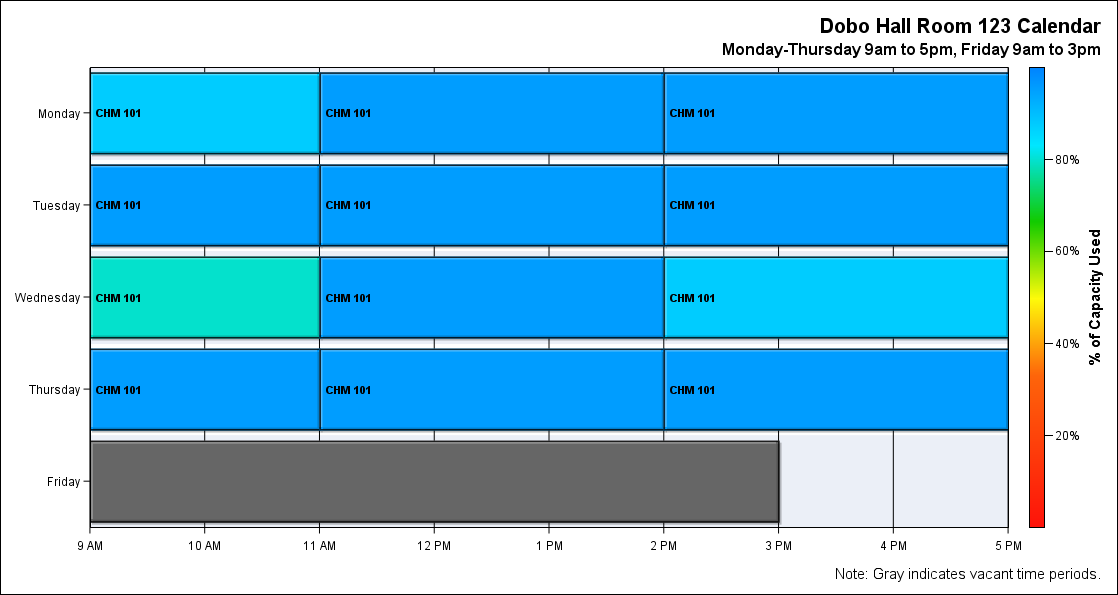 Dobo Hall Room 123 Calendar
Monday-Thursday 9am to 5pm, Friday 9am to 3pm
Monday
CHM 101
CHM 101
CHM 101
Tuesday
CHM 101
CHM 101
CHM 101
Wednesday
CHM 101
CHM 101
CHM 101
Thursday
CHM 101
CHM 101
CHM 101
Friday
9 AM
10 AM
11 AM
12 PM
1 PM
2 PM
3 PM
4 PM
5 PM
80%
60%
40%
20%
% of Capacity Used
Note: Gray indicates vacant time periods.